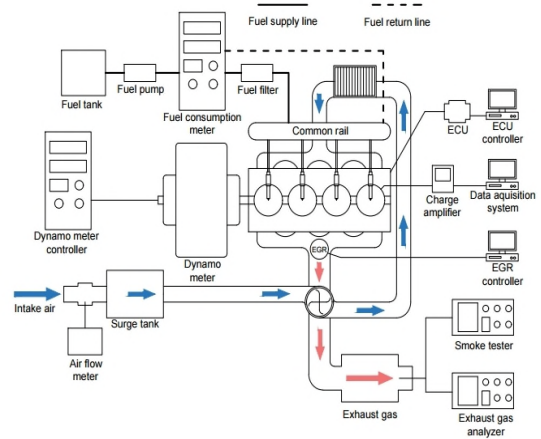 Fuel supply line
Fuel return line
Fuel tank
Fuel pump
Fuel consumption
meter
Fuel filter
Common rail
ECU
ECU
controller
Charge
amplifier
Data aquisition
system
Dynamo meter
controller
Dynamo
meter
EGR
EGR
controller
Intake air
Surge tank
Air flow
meter
Smoke tester
Exhaust gas
Exhaust gas
analyzer